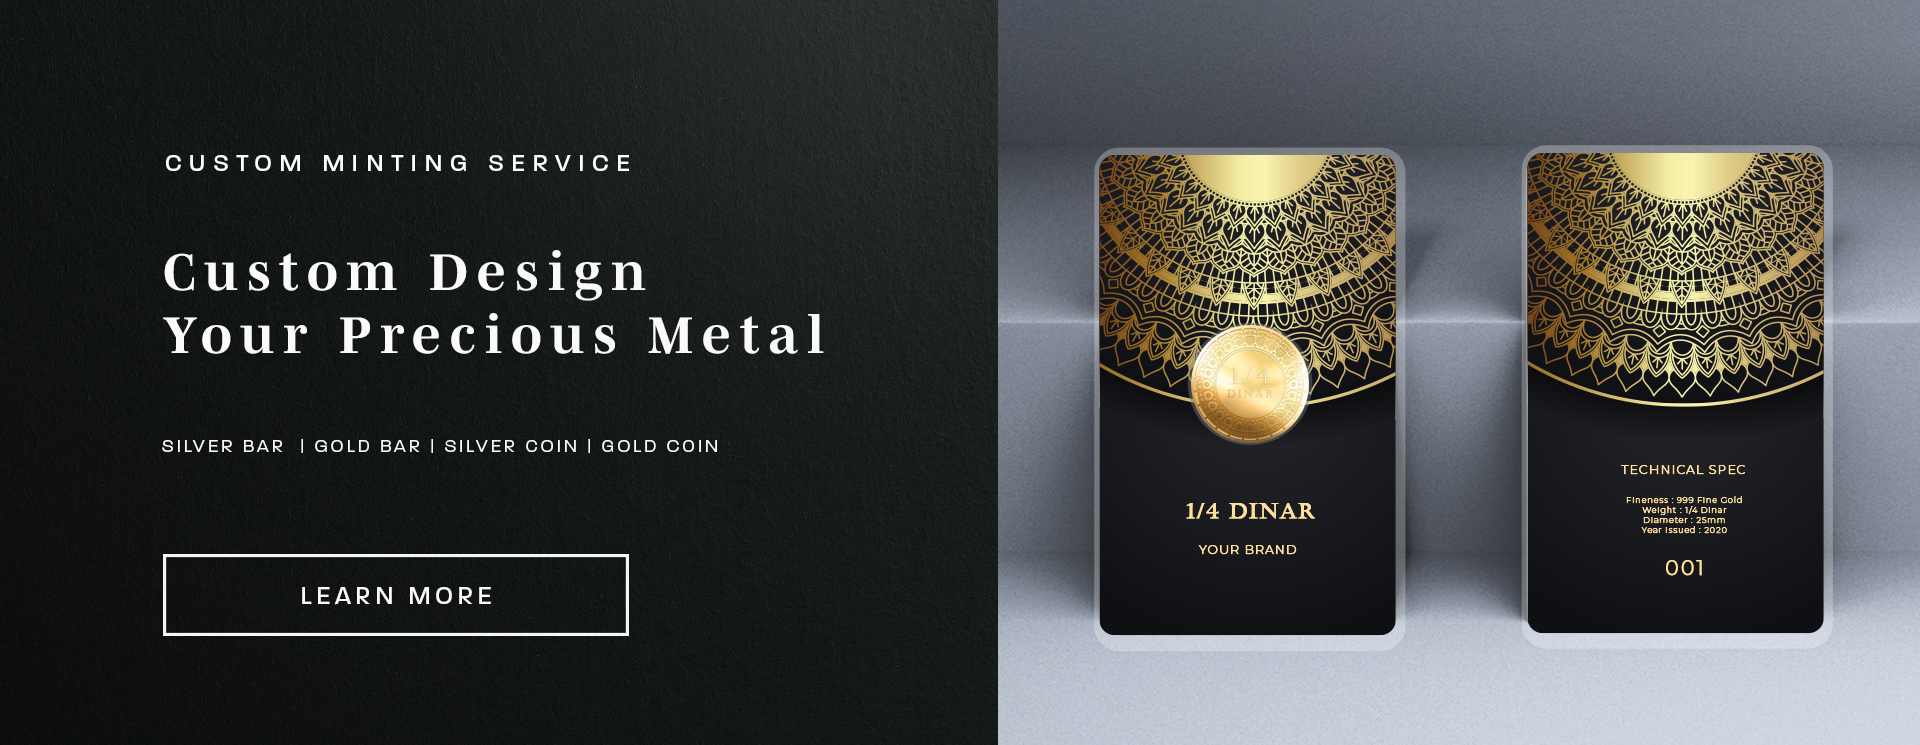 CUSTOM MINTING SERVICE
Custom Design
Your Precious Metal
SILVER BAR | GOLD BAR | SILVER COIN | GOLD COIN
LEARN MORE
1/4
DINAR
1/4 DINAR
YOUR BRAND
TECHNICAL SPEC
Fineness : 999 Fine Gold
Weight : 1/4 Dinar
Diameter : 25mm
Year Issued : 2020
001